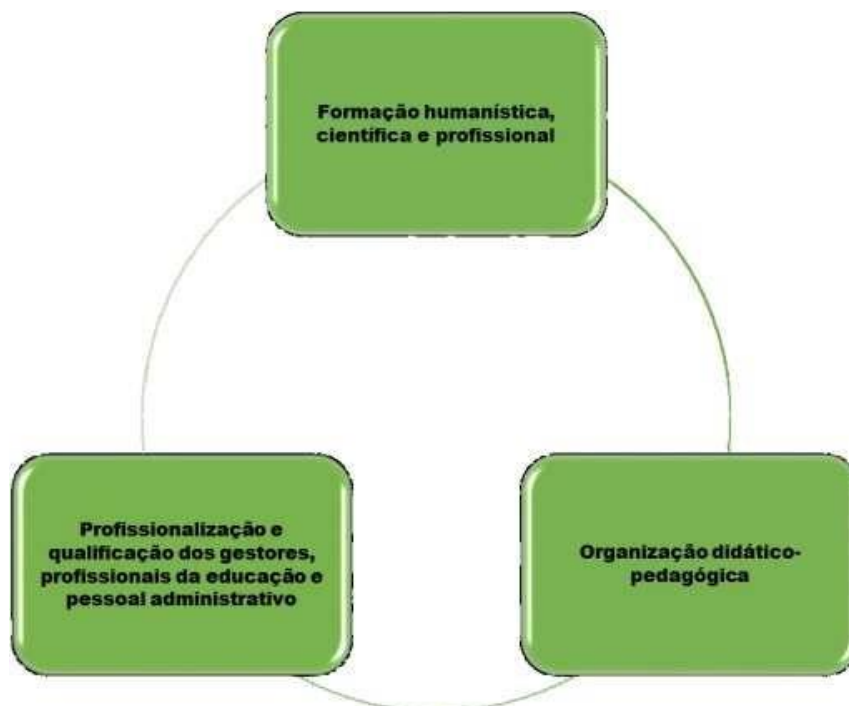 Formação humanística,
científica e profissional
Profissionalização e
qualificação dos gestores,
profissionais da educação e
pessoal administrativo
Organização didático-
pedagógica